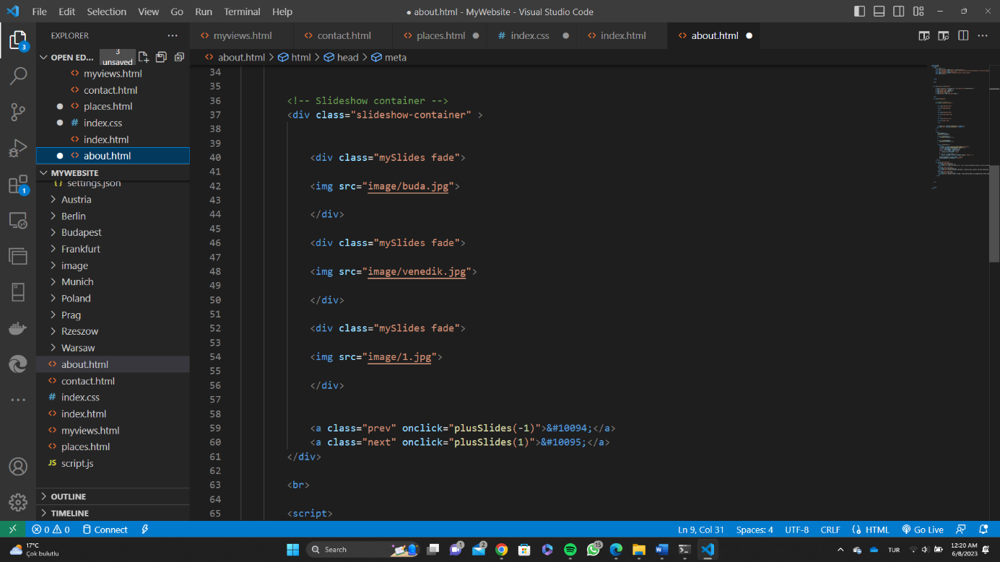 File Edit Selection View Go Run Terminal Help
● about.html - MyWebsite - Visual Studio Code
EXPLORER
myviews.html contact.html places.html index.css index.html about.html
OPEN ED... 3 unsaved
about.html > html > head > meta
myviews.html
contact.html
places.html
index.css
index.html
about.html
MYWEBSITE
settings.json
Austria
Berlin
Budapest
Frankfurt
image
Munich
Poland
Prag
Rzeszow
Warsaw
about.html
contact.html
index.css
index.html
myviews.html
places.html
JS script.js
OUTLINE
TIMELINE
3
1
34
35
36 <!-- Slideshow container -->
37 <div class="slideshow-container" >
38
39
40 <div class="mySlides fade">
41
42 <img src="image/buda.jpg">
43
44 </div>
45
46 <div class="mySlides fade">
47
48 <img src="image/venedik.jpg">
49
50 </div>
51
52 <div class="mySlides fade">
53
54 <img src="image/1.jpg">
55
56 </div>
57
58
59 <a class="prev" onclick="plusSlides(-1)">&#10094;</a>
60 <a class="next" onclick="plusSlides(1)">&#10095;</a>
61 </div>
62
63 <br>
64
65 <script>
0 0 Connect Ln 9, Col 31 Spaces: 4 UTF-8 CRLF HTML Go Live
17°C
Çok bulutlu
Search
1
2
15
TUR
12:20 AM
6/8/2023